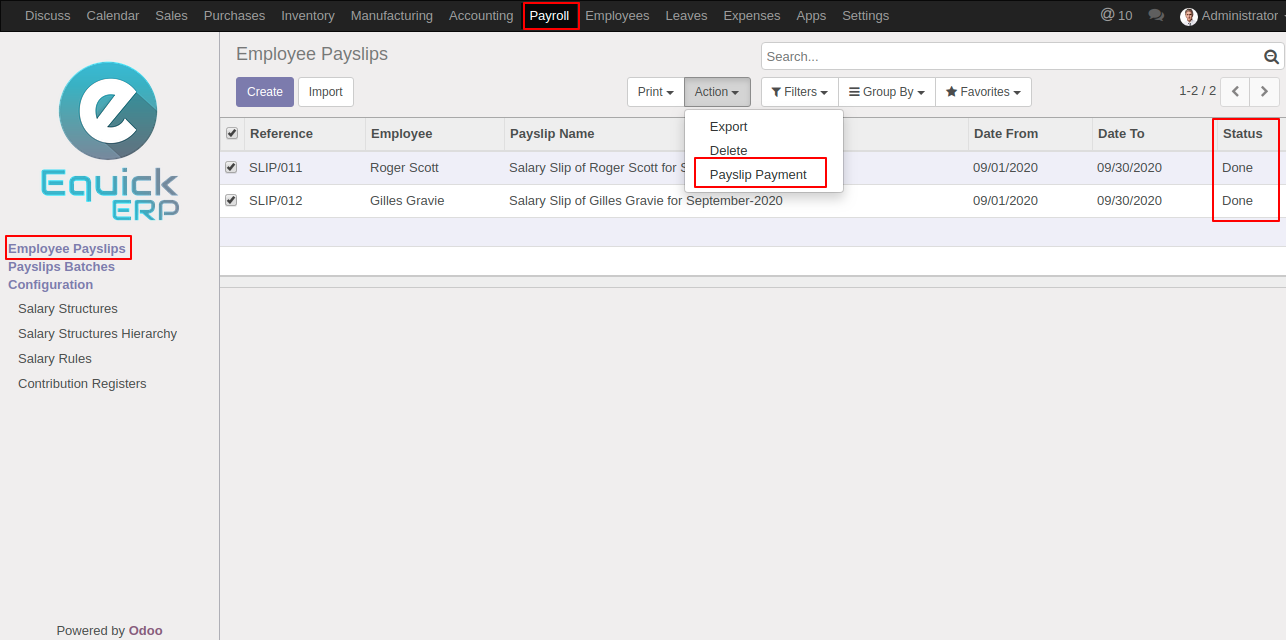 Discuss Calendar Sales Purchases Inventory Manufacturing Accounting Payroll Employees Leaves Expenses Apps Settings @ 10 Administrator
Equick
ERP
Employee Payslips
Payslips Batches
Configuration
Salary Structures
Salary Structures Hierarchy
Salary Rules
Contribution Registers
Powered by Odoo
Employee Payslips
Search...
Create Import Print Action Filters Group By Favorites 1-2 / 2
Export
Delete
Payslip Payment
Reference Employee Payslip Name Date From Date To Status
SLIP/011 Roger Scott Salary Slip of Roger Scott for S 09/01/2020 09/30/2020 Done
SLIP/012 Gilles Gravie Salary Slip of Gilles Gravie for September-2020 09/01/2020 09/30/2020 Done